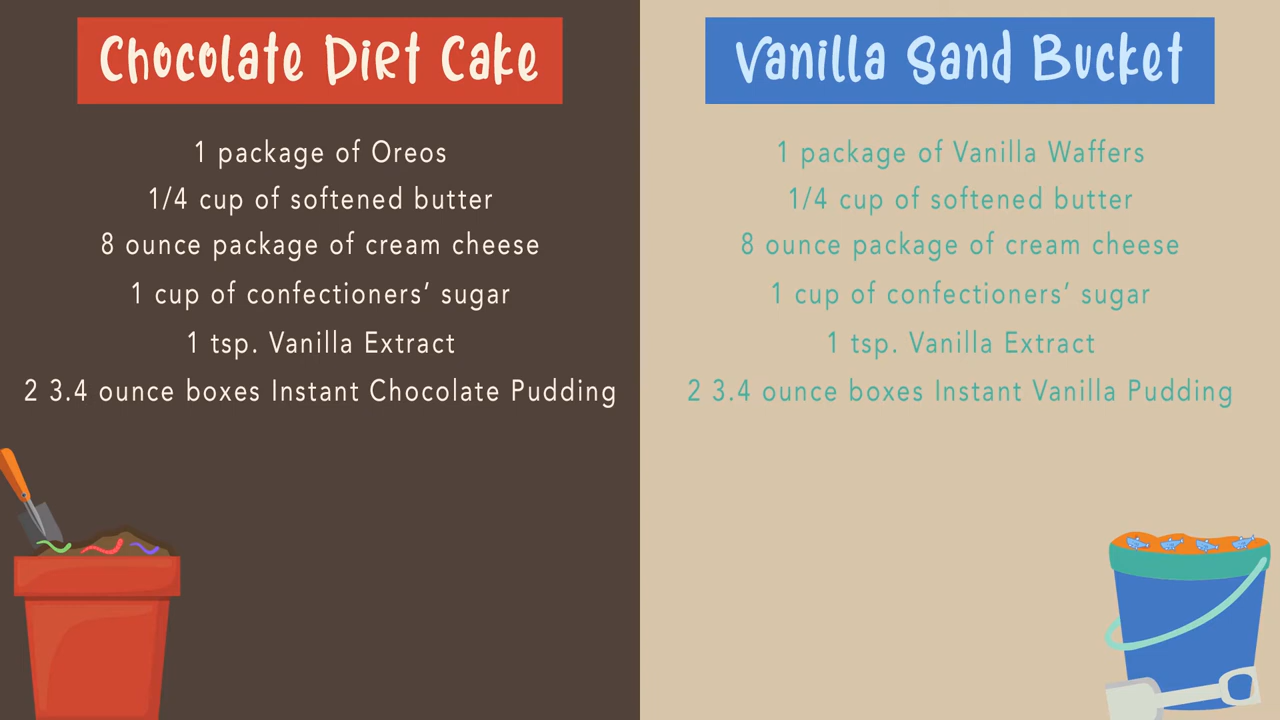 Chocolate Dirt Cake
1 package of Oreos
1/4 cup of softened butter
8 ounce package of cream cheese
1 cup of confectioners’ sugar
1 tsp. Vanilla Extract
2 3.4 ounce boxes Instant Chocolate Pudding
Vanilla Sand Bucket
1 package of Vanilla Waffers
1/4 cup of softened butter
8 ounce package of cream cheese
1 cup of confectioners’ sugar
1 tsp. Vanilla Extract
2 3.4 ounce boxes Instant Vanilla Pudding